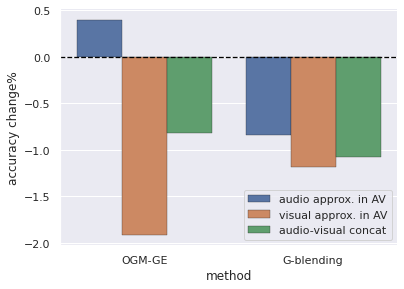 accuracy change%
0.5
0.0
−0.5
−1.0
−1.5
−2.0
audio approx. in AV
visual approx. in AV
audio-visual concat
OGM-GE
G-blending
method